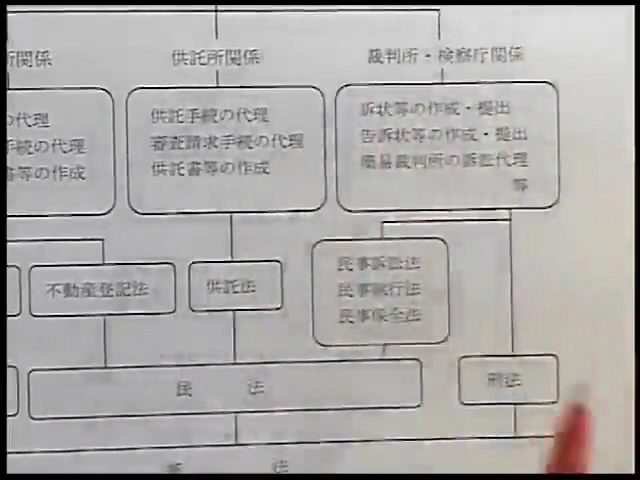 所関係
供託所関係
裁判所・検察庁関係
の代理
手続の代理
書等の作成
供託手続の代理
審査請求手続の代理
供託書等の作成
訴状等の作成・提出
告訴状等の作成・提出
簡易裁判所の訴訟代理
等
不動産登記法
供託法
民事訴訟法
民事執行法
民事保全法
民 法
刑法
法